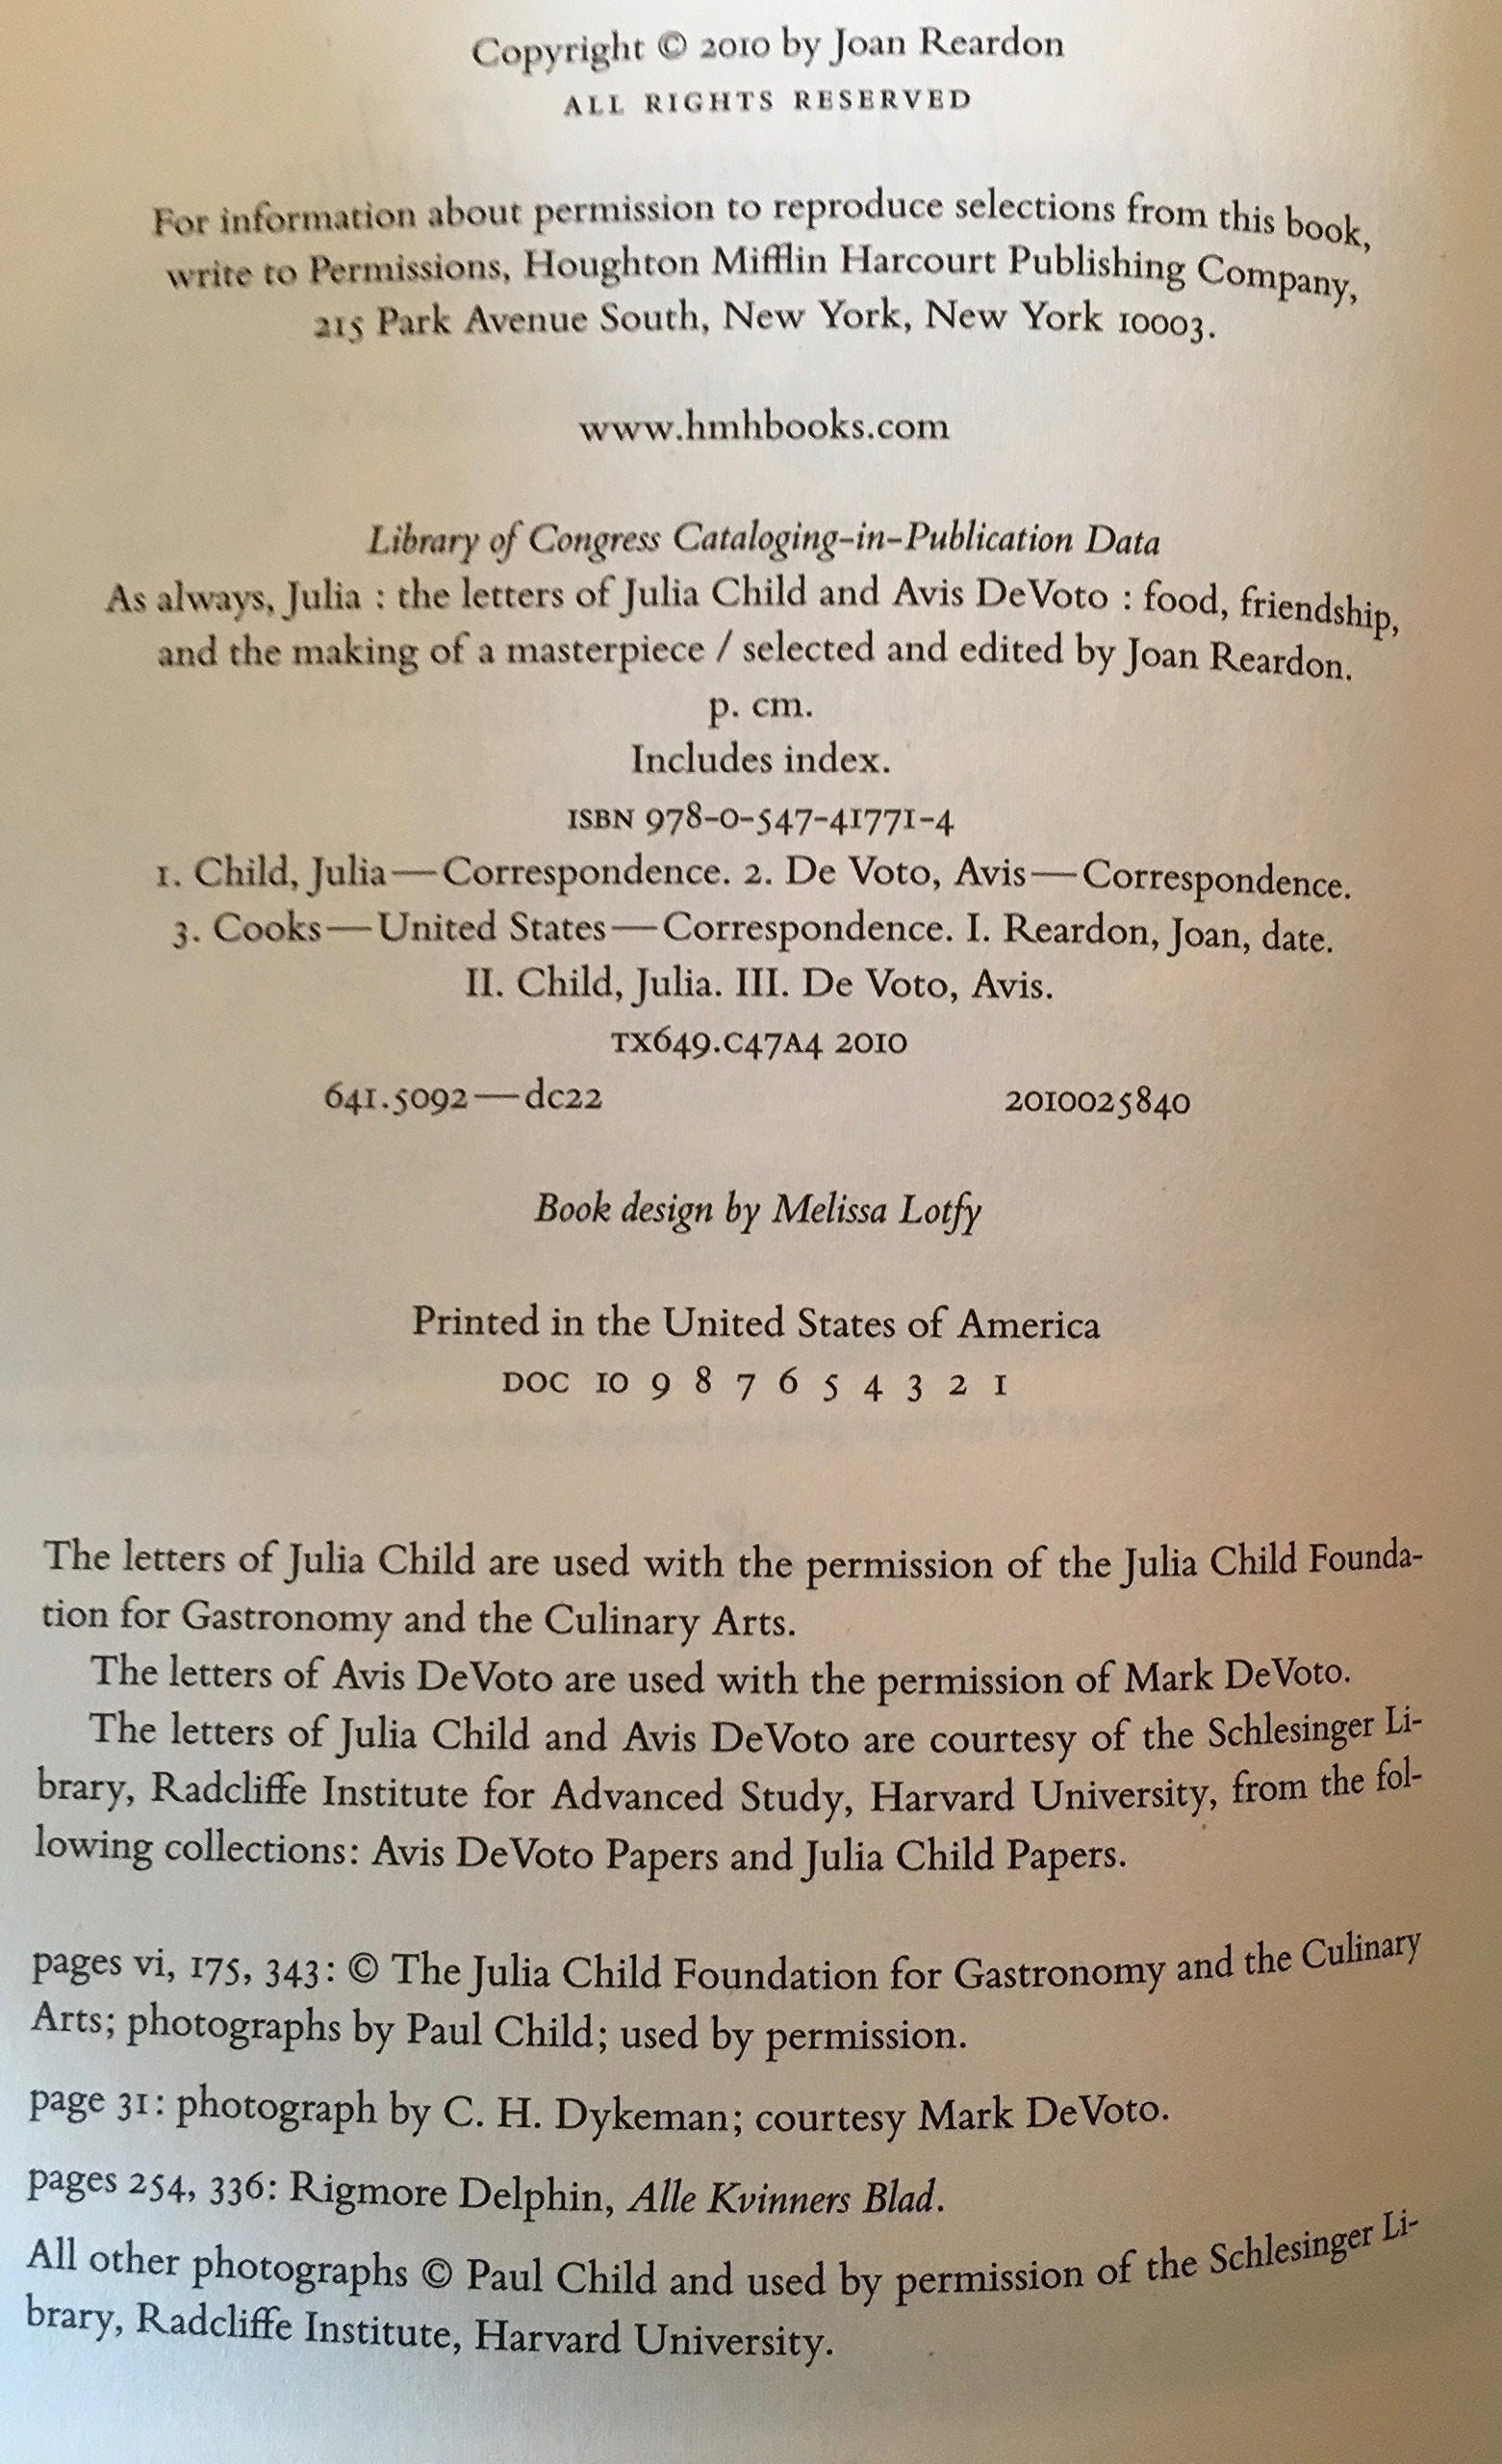 Copyright © 2010 by Joan Reardon
ALL RIGHTS RESERVED
For information about permission to reproduce selections from this book,
write to Permissions, Houghton Mifflin Harcourt Publishing Company,
215 Park Avenue South, New York, New York 10003.
www.hmhbooks.com
Library of Congress Cataloging-in-Publication Data
As always, Julia : the letters of Julia Child and Avis DeVoto : food, friendship,
and the making of a masterpiece / selected and edited by Joan Reardon.
p. cm.
Includes index.
ISBN 978-0-547-41771-4
1. Child, Julia—Correspondence. 2. De Voto, Avis—Correspondence.
3. Cooks—United States—Correspondence. I. Reardon, Joan, date.
II. Child, Julia. III. De Voto, Avis.
TX649.C47A4 2010
641.5092—dc22 2010025840
Book design by Melissa Lotfy
Printed in the United States of America
DOC 10 9 8 7 6 5 4 3 2 1
The letters of Julia Child are used with the permission of the Julia Child Founda-
tion for Gastronomy and the Culinary Arts.
The letters of Avis DeVoto are used with the permission of Mark DeVoto.
The letters of Julia Child and Avis DeVoto are courtesy of the Schlesinger Li-
brary, Radcliffe Institute for Advanced Study, Harvard University, from the fol-
lowing collections: Avis DeVoto Papers and Julia Child Papers.
pages vi, 175, 343: © The Julia Child Foundation for Gastronomy and the Culinary
Arts; photographs by Paul Child; used by permission.
page 31: photograph by C. H. Dykeman; courtesy Mark DeVoto.
pages 254, 336: Rigmore Delphin, Alle Kvinners Blad.
All other photographs © Paul Child and used by permission of the Schlesinger Li-
brary, Radcliffe Institute, Harvard University.